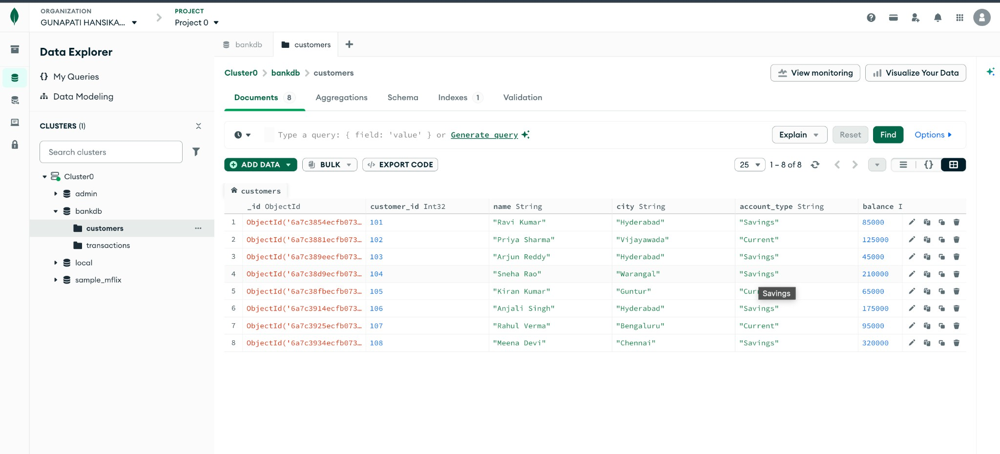 ORGANIZATION
GUNAPATI HANSIKA...
PROJECT
Project 0
Data Explorer
My Queries
Data Modeling
CLUSTERS (1)
Search clusters
Cluster0
admin
bankdb
customers
transactions
local
sample_mflix
bankdb
customers
Cluster0 > bankdb > customers
View monitoring
Visualize Your Data
Documents 8
Aggregations
Schema
Indexes 1
Validation
Type a query: { field: 'value' } or Generate query
Explain
Reset
Find
Options
ADD DATA
BULK
EXPORT CODE
25
1 – 8 of 8
customers
_id ObjectId customer_id Int32 name String city String account_type String balance I
1 ObjectId('6a7c3854ecfb073… 101 "Ravi Kumar" "Hyderabad" "Savings" 85000
2 ObjectId('6a7c3881ecfb073… 102 "Priya Sharma" "Vijayawada" "Current" 125000
3 ObjectId('6a7c389eecfb073… 103 "Arjun Reddy" "Hyderabad" "Savings" 45000
4 ObjectId('6a7c38d9ecfb073… 104 "Sneha Rao" "Warangal" "Savings" 210000
5 ObjectId('6a7c38fbecfb073… 105 "Kiran Kumar" "Guntur" 65000
Savings
6 ObjectId('6a7c3914ecfb073… 106 "Anjali Singh" "Hyderabad" "Savings" 175000
7 ObjectId('6a7c3925ecfb073… 107 "Rahul Verma" "Bengaluru" "Current" 95000
8 ObjectId('6a7c3934ecfb073… 108 "Meena Devi" "Chennai" "Savings" 320000